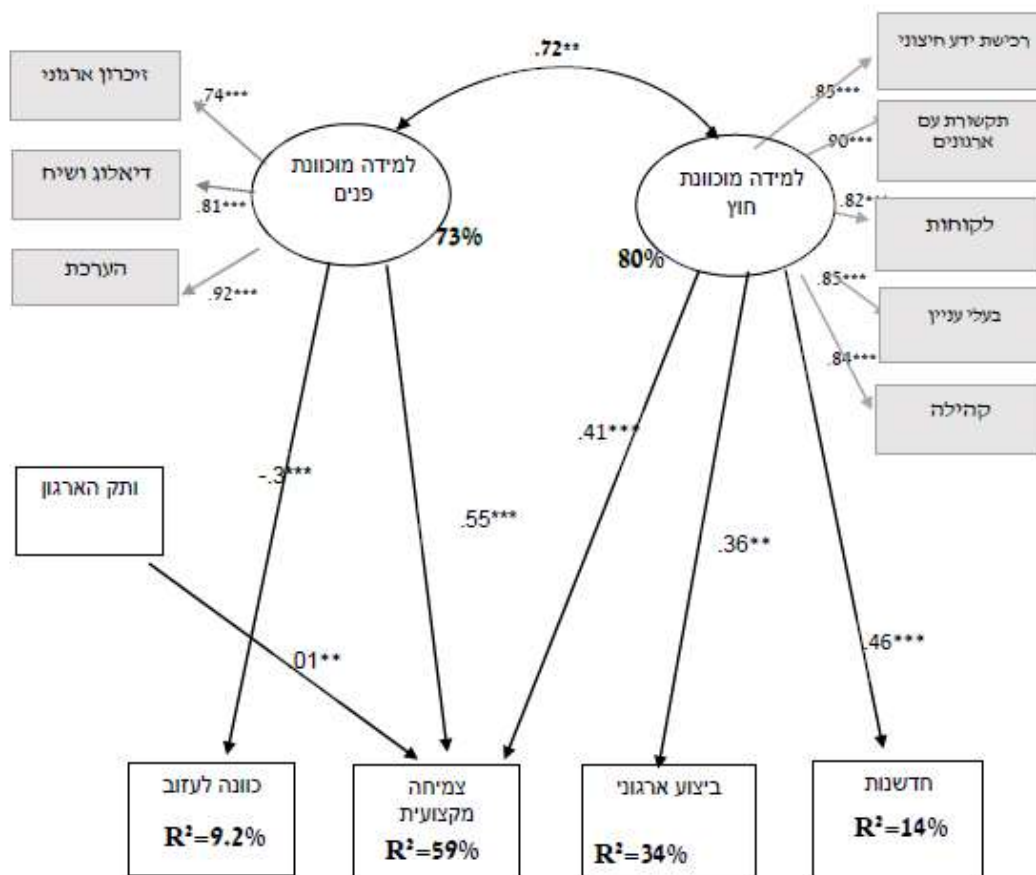 .72**
רכישת ידע חיצוני
.85***
זיכרון ארגוני
.74***
תקשורת עם
ארגונים
.90***
למידה מוכוונת
פנים
למידה מוכוונת
חוץ
דיאלוג ושיח
.81***
.82***
לקוחות
73%
80%
הערכת
.92***
.85***
בעלי עניין
.84***
קהילה
.41***
-.3***
ותק הארגון
.55***
.36**
.46***
.01**
כוונה לעזוב
R²=9.2%
צמיחה
מקצועית
R²=59%
ביצוע ארגוני
R²=34%
חדשנות
R²=14%